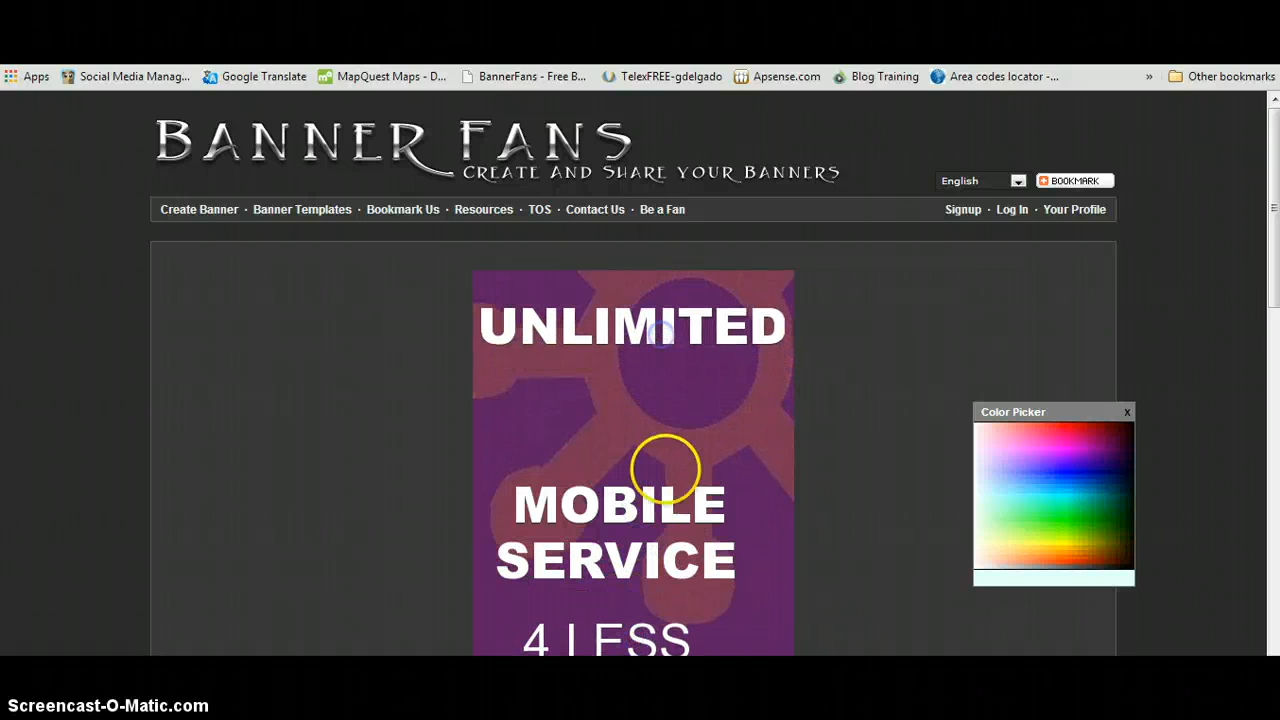 Apps Social Media Manag... Google Translate MapQuest Maps - D... BannerFans - Free B... TelexFREE-gdelgado Apsense.com Blog Training Area codes locator -... » Other bookmarks
BANNER FANS
CREATE AND SHARE YOUR BANNERS
English BOOKMARK
Create Banner · Banner Templates · Bookmark Us · Resources · TOS · Contact Us · Be a Fan Signup · Log In · Your Profile
UNLIMITED
Color Picker x
MOBILE
SERVICE
4 LESS
Screencast-O-Matic.com